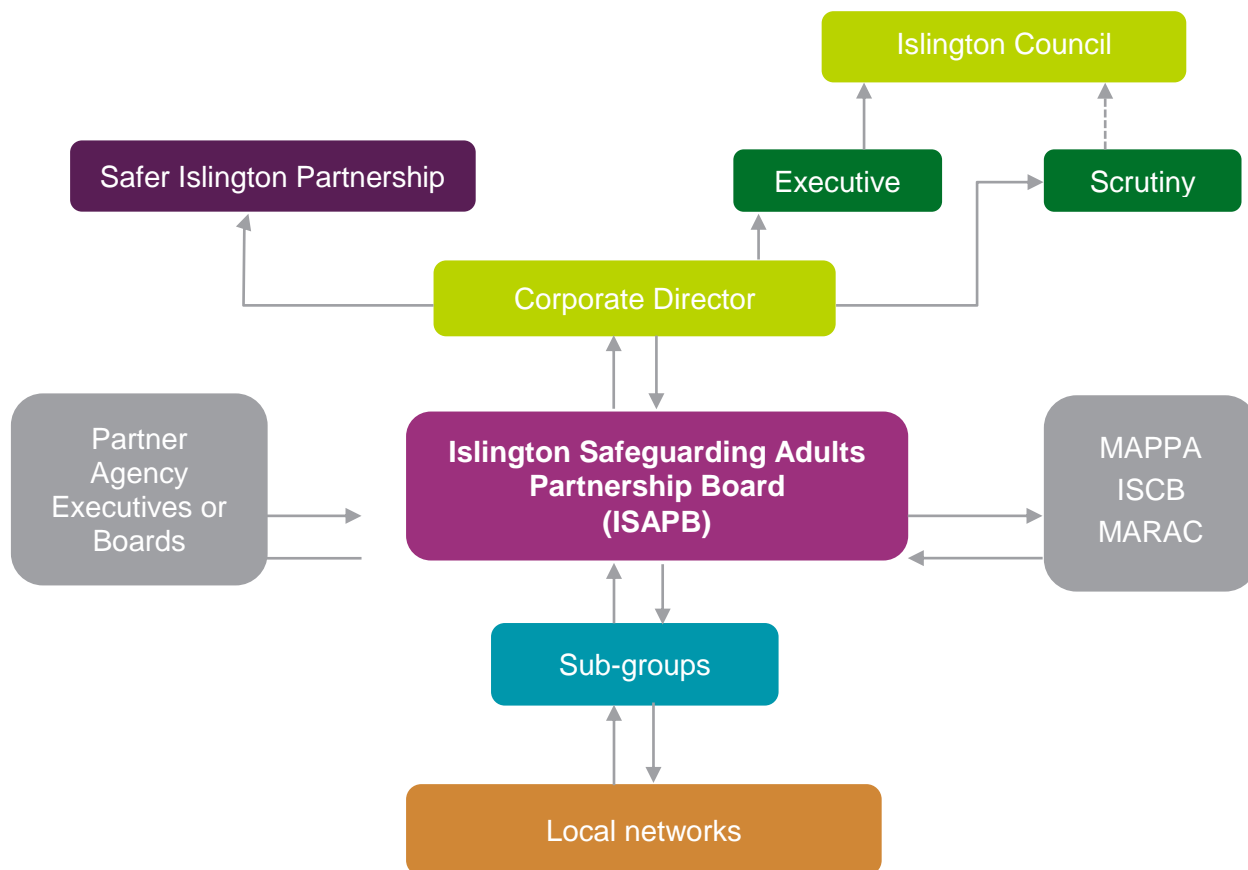 Islington Council
Safer Islington Partnership
Executive
Scrutiny
Corporate Director
Partner
Agency
Executives or
Boards
Islington Safeguarding Adults
Partnership Board
(ISAPB)
MAPPA
ISCB
MARAC
Sub-groups
Local networks